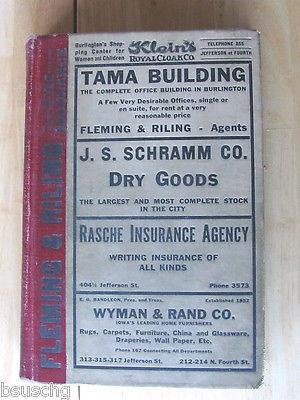 Burlington's Shop-
ping Center for
Women and Children
Klein's
ROYAL CLOAK CO.
TELEPHONE 355
JEFFERSON at FOURTH
TAMA BUILDING
THE COMPLETE OFFICE BUILDING IN BURLINGTON
A Few Very Desirable Offices, single or
en suite, for rent at a very
reasonable price
FLEMING & RILING - Agents
J. S. SCHRAMM CO.
DRY GOODS
THE LARGEST AND MOST COMPLETE STOCK
IN THE CITY
RASCHE INSURANCE AGENCY
WRITING INSURANCE OF
ALL KINDS
404½ Jefferson St.
Phone 3573
E. G. BANDLEON, Pres. and Treas.
Established 1852
WYMAN & RAND CO.
IOWA'S LEADING HOME FURNISHERS
Rugs, Carpets, Furniture, China and Glassware,
Draperies, Wall Paper, Etc.
Phone 167 Connecting All Departments
313-315-317 Jefferson St.
212-214 N. Fourth St.
FLEMING & RILING
beuschg